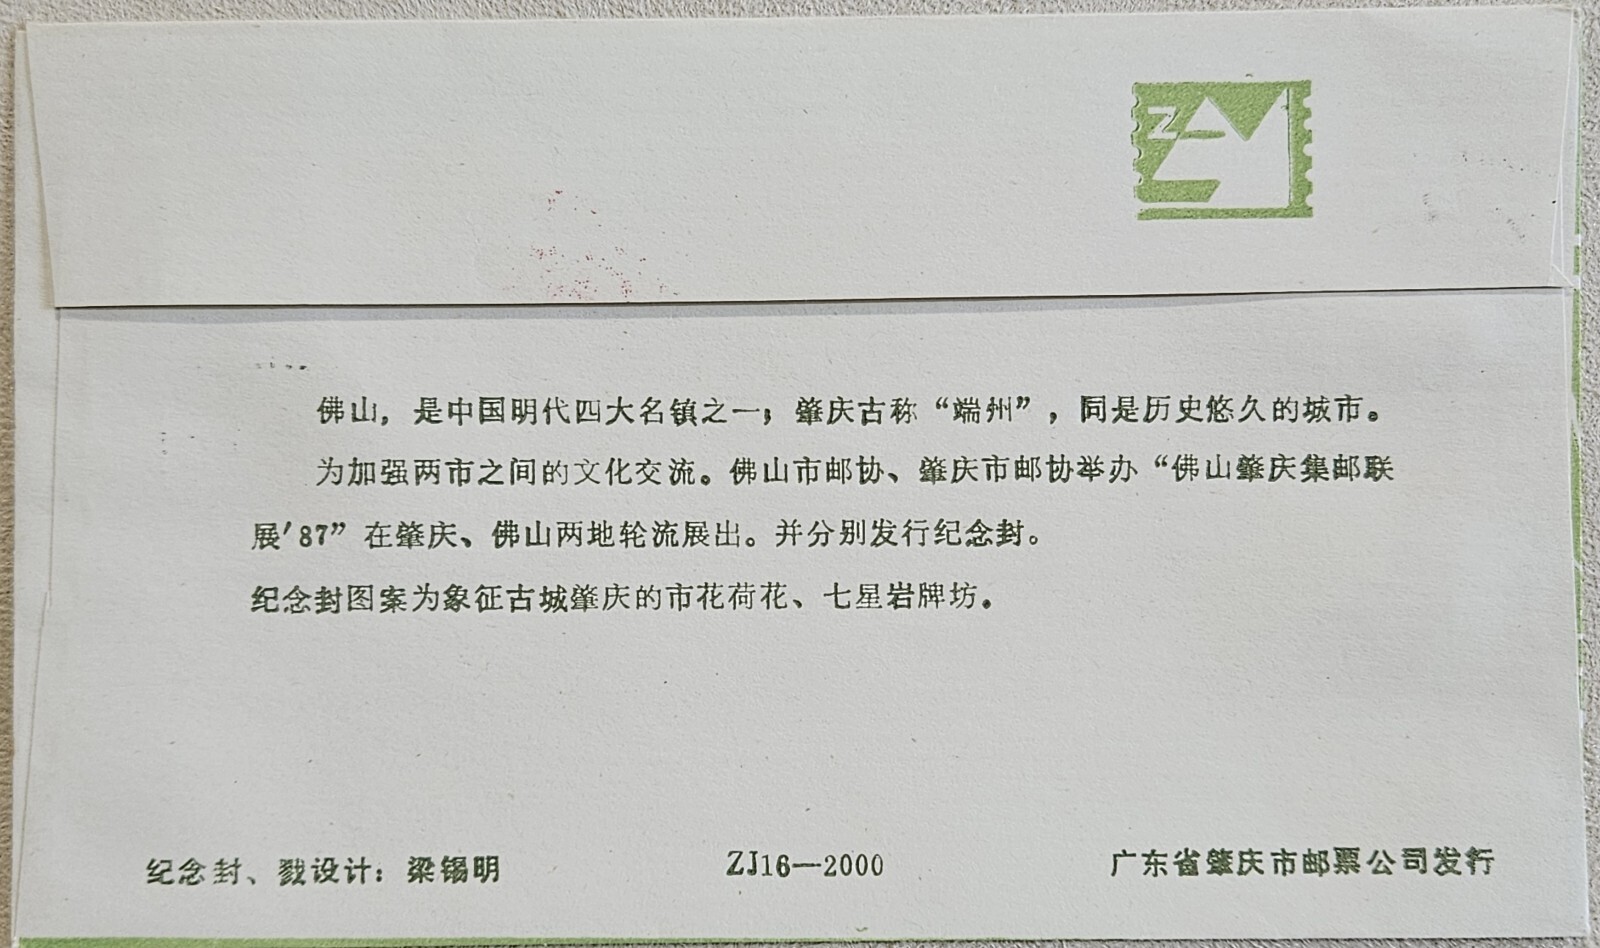 佛山，是中国明代四大名镇之一；肇庆古称“端州”，同是历史悠久的城市。
为加强两市之间的文化交流。佛山市邮协、肇庆市邮协举办“佛山肇庆集邮联
展'87”在肇庆、佛山两地轮流展出。并分别发行纪念封。
纪念封图案为象征古城肇庆的市花荷花、七星岩牌坊。
纪念封、戳设计：梁锡明
ZJ16—2000
广东省肇庆市邮票公司发行